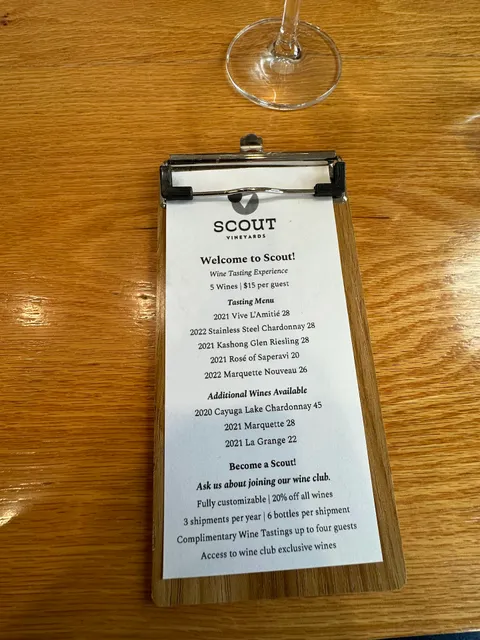 SCOUT
VINEYARDS
Welcome to Scout!
Wine Tasting Experience
5 Wines | $15 per guest
Tasting Menu
2021 Vive L'Amitié 28
2022 Stainless Steel Chardonnay 28
2021 Kashong Glen Riesling 28
2021 Rosé of Saperavi 20
2022 Marquette Nouveau 26
Additional Wines Available
2020 Cayuga Lake Chardonnay 45
2021 Marquette 28
2021 La Grange 22
Become a Scout!
Ask us about joining our wine club.
Fully customizable | 20% off all wines
3 shipments per year | 6 bottles per shipment
Complimentary Wine Tastings up to four guests
Access to wine club exclusive wines